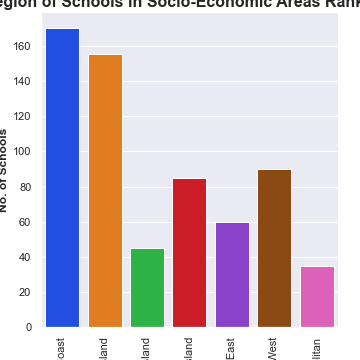 egion of Schools in Socio-Economic Areas Rank
No. of Schools
160
140
120
100
80
60
40
20
0
oast
land
land
sland
East
West
litan